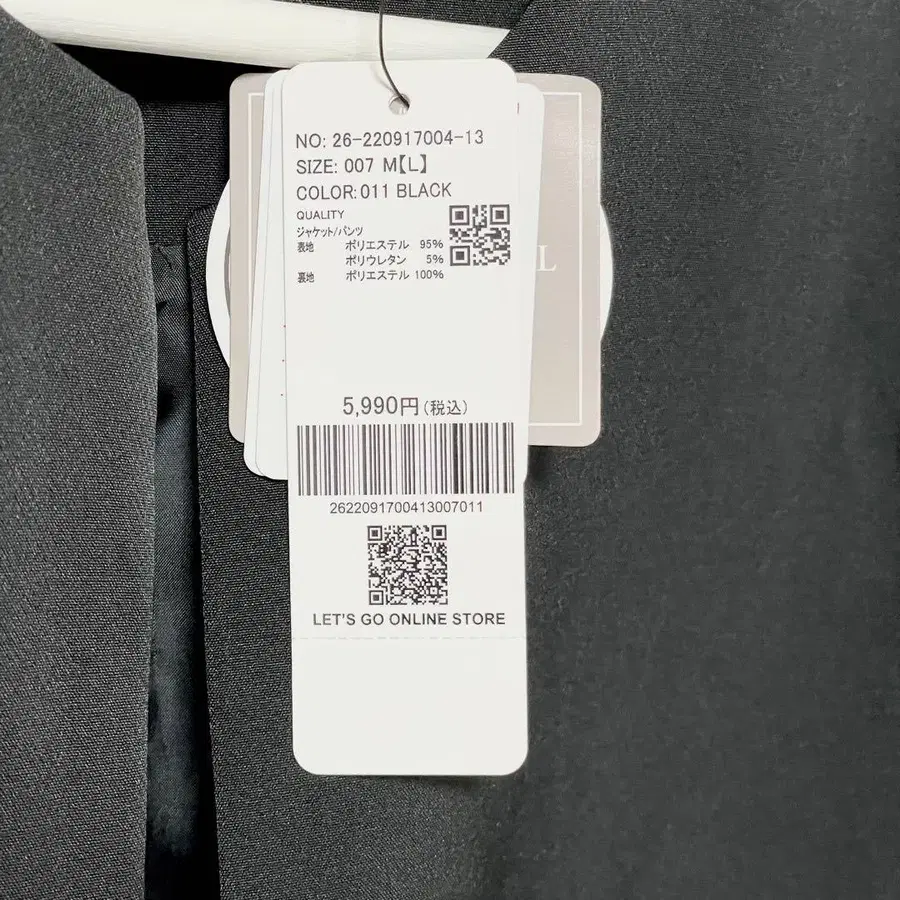 NO: 26-220917004-13
SIZE: 007 M【L】
COLOR:011 BLACK
QUALITY
ジャケット/パンツ
表地 ポリエステル 95%
ポリウレタン 5%
裏地 ポリエステル 100%
L
5,990円(税込)
2622091700413007011
LET'S GO ONLINE STORE